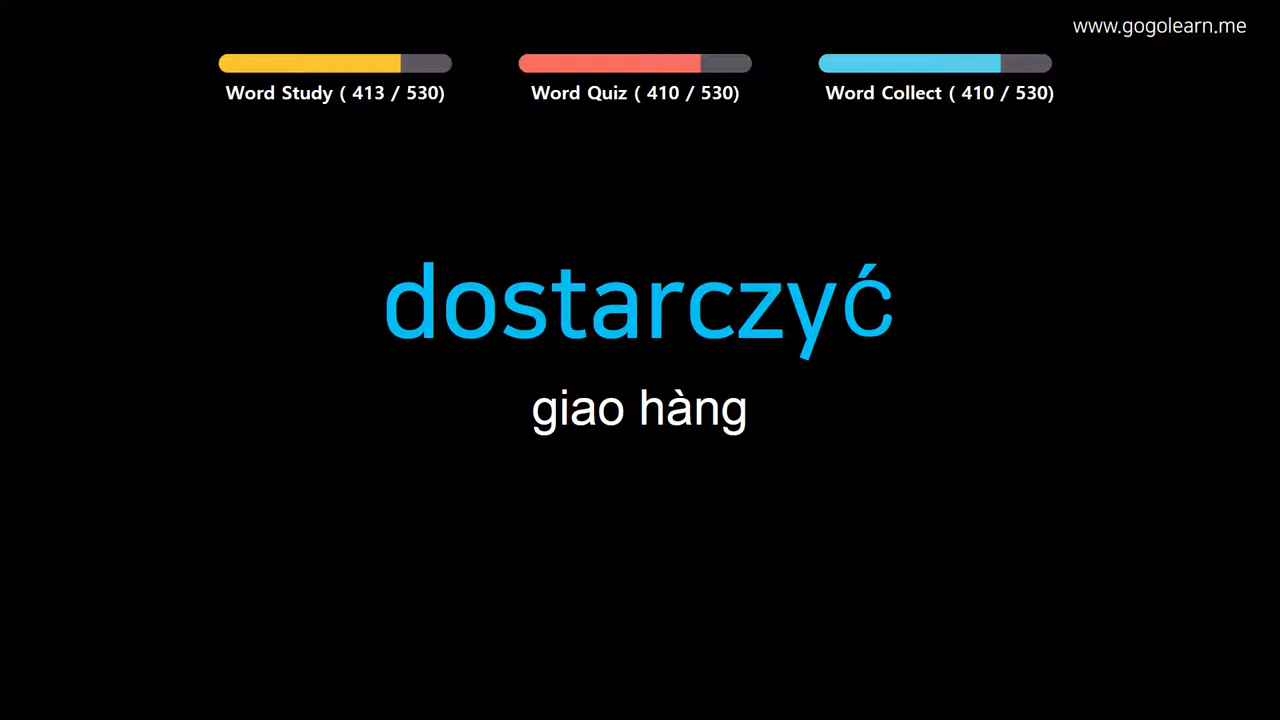 www.gogolearn.me
Word Study ( 413 / 530)
Word Quiz ( 410 / 530)
Word Collect ( 410 / 530)
dostarczyć
giao hàng